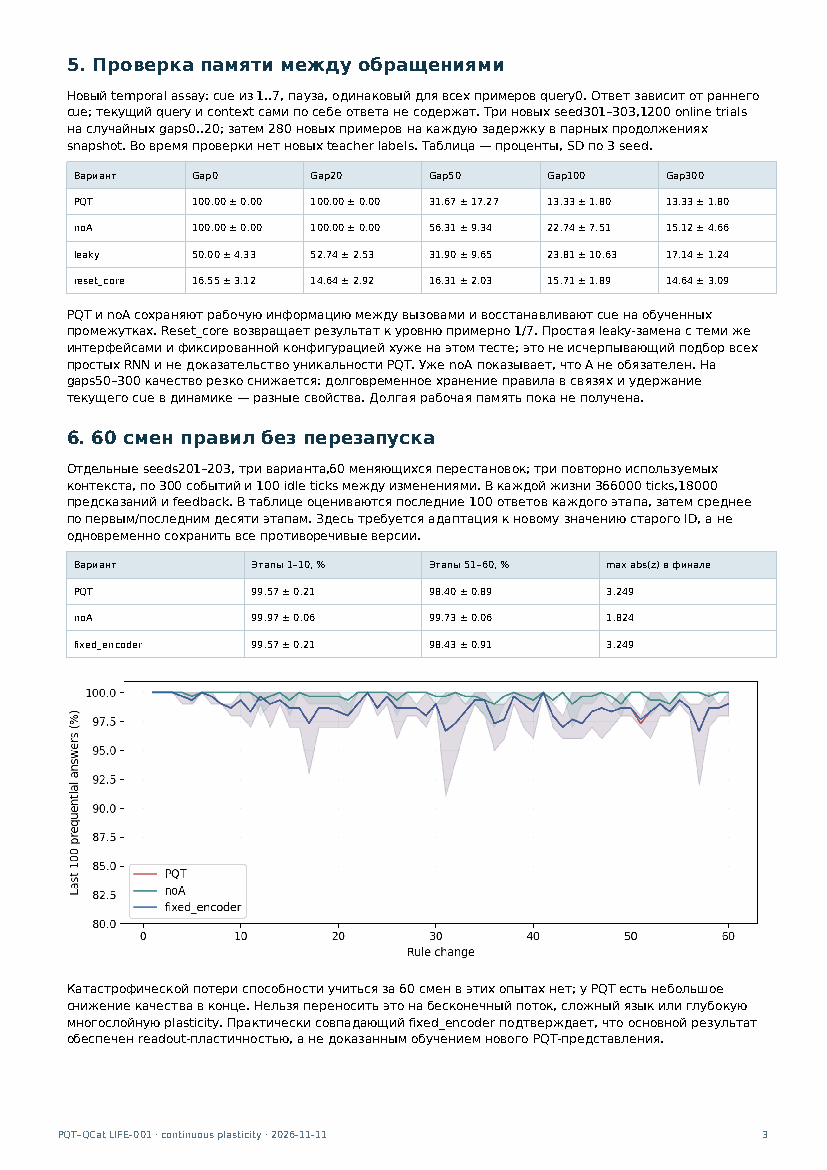 5. Проверка памяти между обращениями
Новый temporal assay: cue из 1..7, пауза, одинаковый для всех примеров query0. Ответ зависит от раннего
cue; текущий query и context сами по себе ответа не содержат. Три новых seed301–303,1200 online trials
на случайных gaps0..20; затем 280 новых примеров на каждую задержку в парных продолжениях
snapshot. Во время проверки нет новых teacher labels. Таблица — проценты, SD по 3 seed.
Вариант Gap0 Gap20 Gap50 Gap100 Gap300
PQT 100.00 ± 0.00 100.00 ± 0.00 31.67 ± 17.27 13.33 ± 1.80 13.33 ± 1.80
noA 100.00 ± 0.00 100.00 ± 0.00 56.31 ± 9.34 22.74 ± 7.51 15.12 ± 4.66
leaky 50.00 ± 4.33 52.74 ± 2.53 31.90 ± 9.65 23.81 ± 10.63 17.14 ± 1.24
reset_core 16.55 ± 3.12 14.64 ± 2.92 16.31 ± 2.03 15.71 ± 1.89 14.64 ± 3.09
PQT и noA сохраняют рабочую информацию между вызовами и восстанавливают cue на обученных
промежутках. Reset_core возвращает результат к уровню примерно 1/7. Простая leaky-замена с теми же
интерфейсами и фиксированной конфигурацией хуже на этом тесте; это не исчерпывающий подбор всех
простых RNN и не доказательство уникальности PQT. Уже noA показывает, что A не обязателен. На
gaps50–300 качество резко снижается: долговременное хранение правила в связях и удержание
текущего cue в динамике — разные свойства. Долгая рабочая память пока не получена.
6. 60 смен правил без перезапуска
Отдельные seeds201–203, три варианта,60 меняющихся перестановок; три повторно используемых
контекста, по 300 событий и 100 idle ticks между изменениями. В каждой жизни 366000 ticks,18000
предсказаний и feedback. В таблице оцениваются последние 100 ответов каждого этапа, затем среднее
по первым/последним десяти этапам. Здесь требуется адаптация к новому значению старого ID, а не
одновременно сохранить все противоречивые версии.
Вариант Этапы 1–10, % Этапы 51–60, % max abs(z) в финале
PQT 99.57 ± 0.21 98.40 ± 0.89 3.249
noA 99.97 ± 0.06 99.73 ± 0.06 1.824
fixed_encoder 99.57 ± 0.21 98.43 ± 0.91 3.249
100.0
97.5
95.0
92.5
90.0
87.5
85.0
82.5
80.0
Last 100 prequential answers (%)
PQT
noA
fixed_encoder
0 10 20 30 40 50 60
Rule change
Катастрофической потери способности учиться за 60 смен в этих опытах нет; у PQT есть небольшое
снижение качества в конце. Нельзя переносить это на бесконечный поток, сложный язык или глубокую
многослойную plasticity. Практически совпадающий fixed_encoder подтверждает, что основной результат
обеспечен readout-пластичностью, а не доказанным обучением нового PQT-представления.
PQT–QCat LIFE-001 · continuous plasticity · 2026-11-11 3